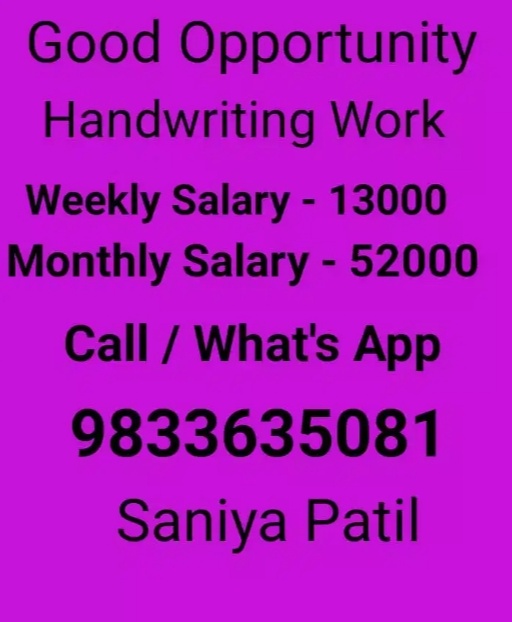 Good Opportunity
Handwriting Work
Weekly Salary - 13000
Monthly Salary - 52000
Call / What's App
9833635081
Saniya Patil